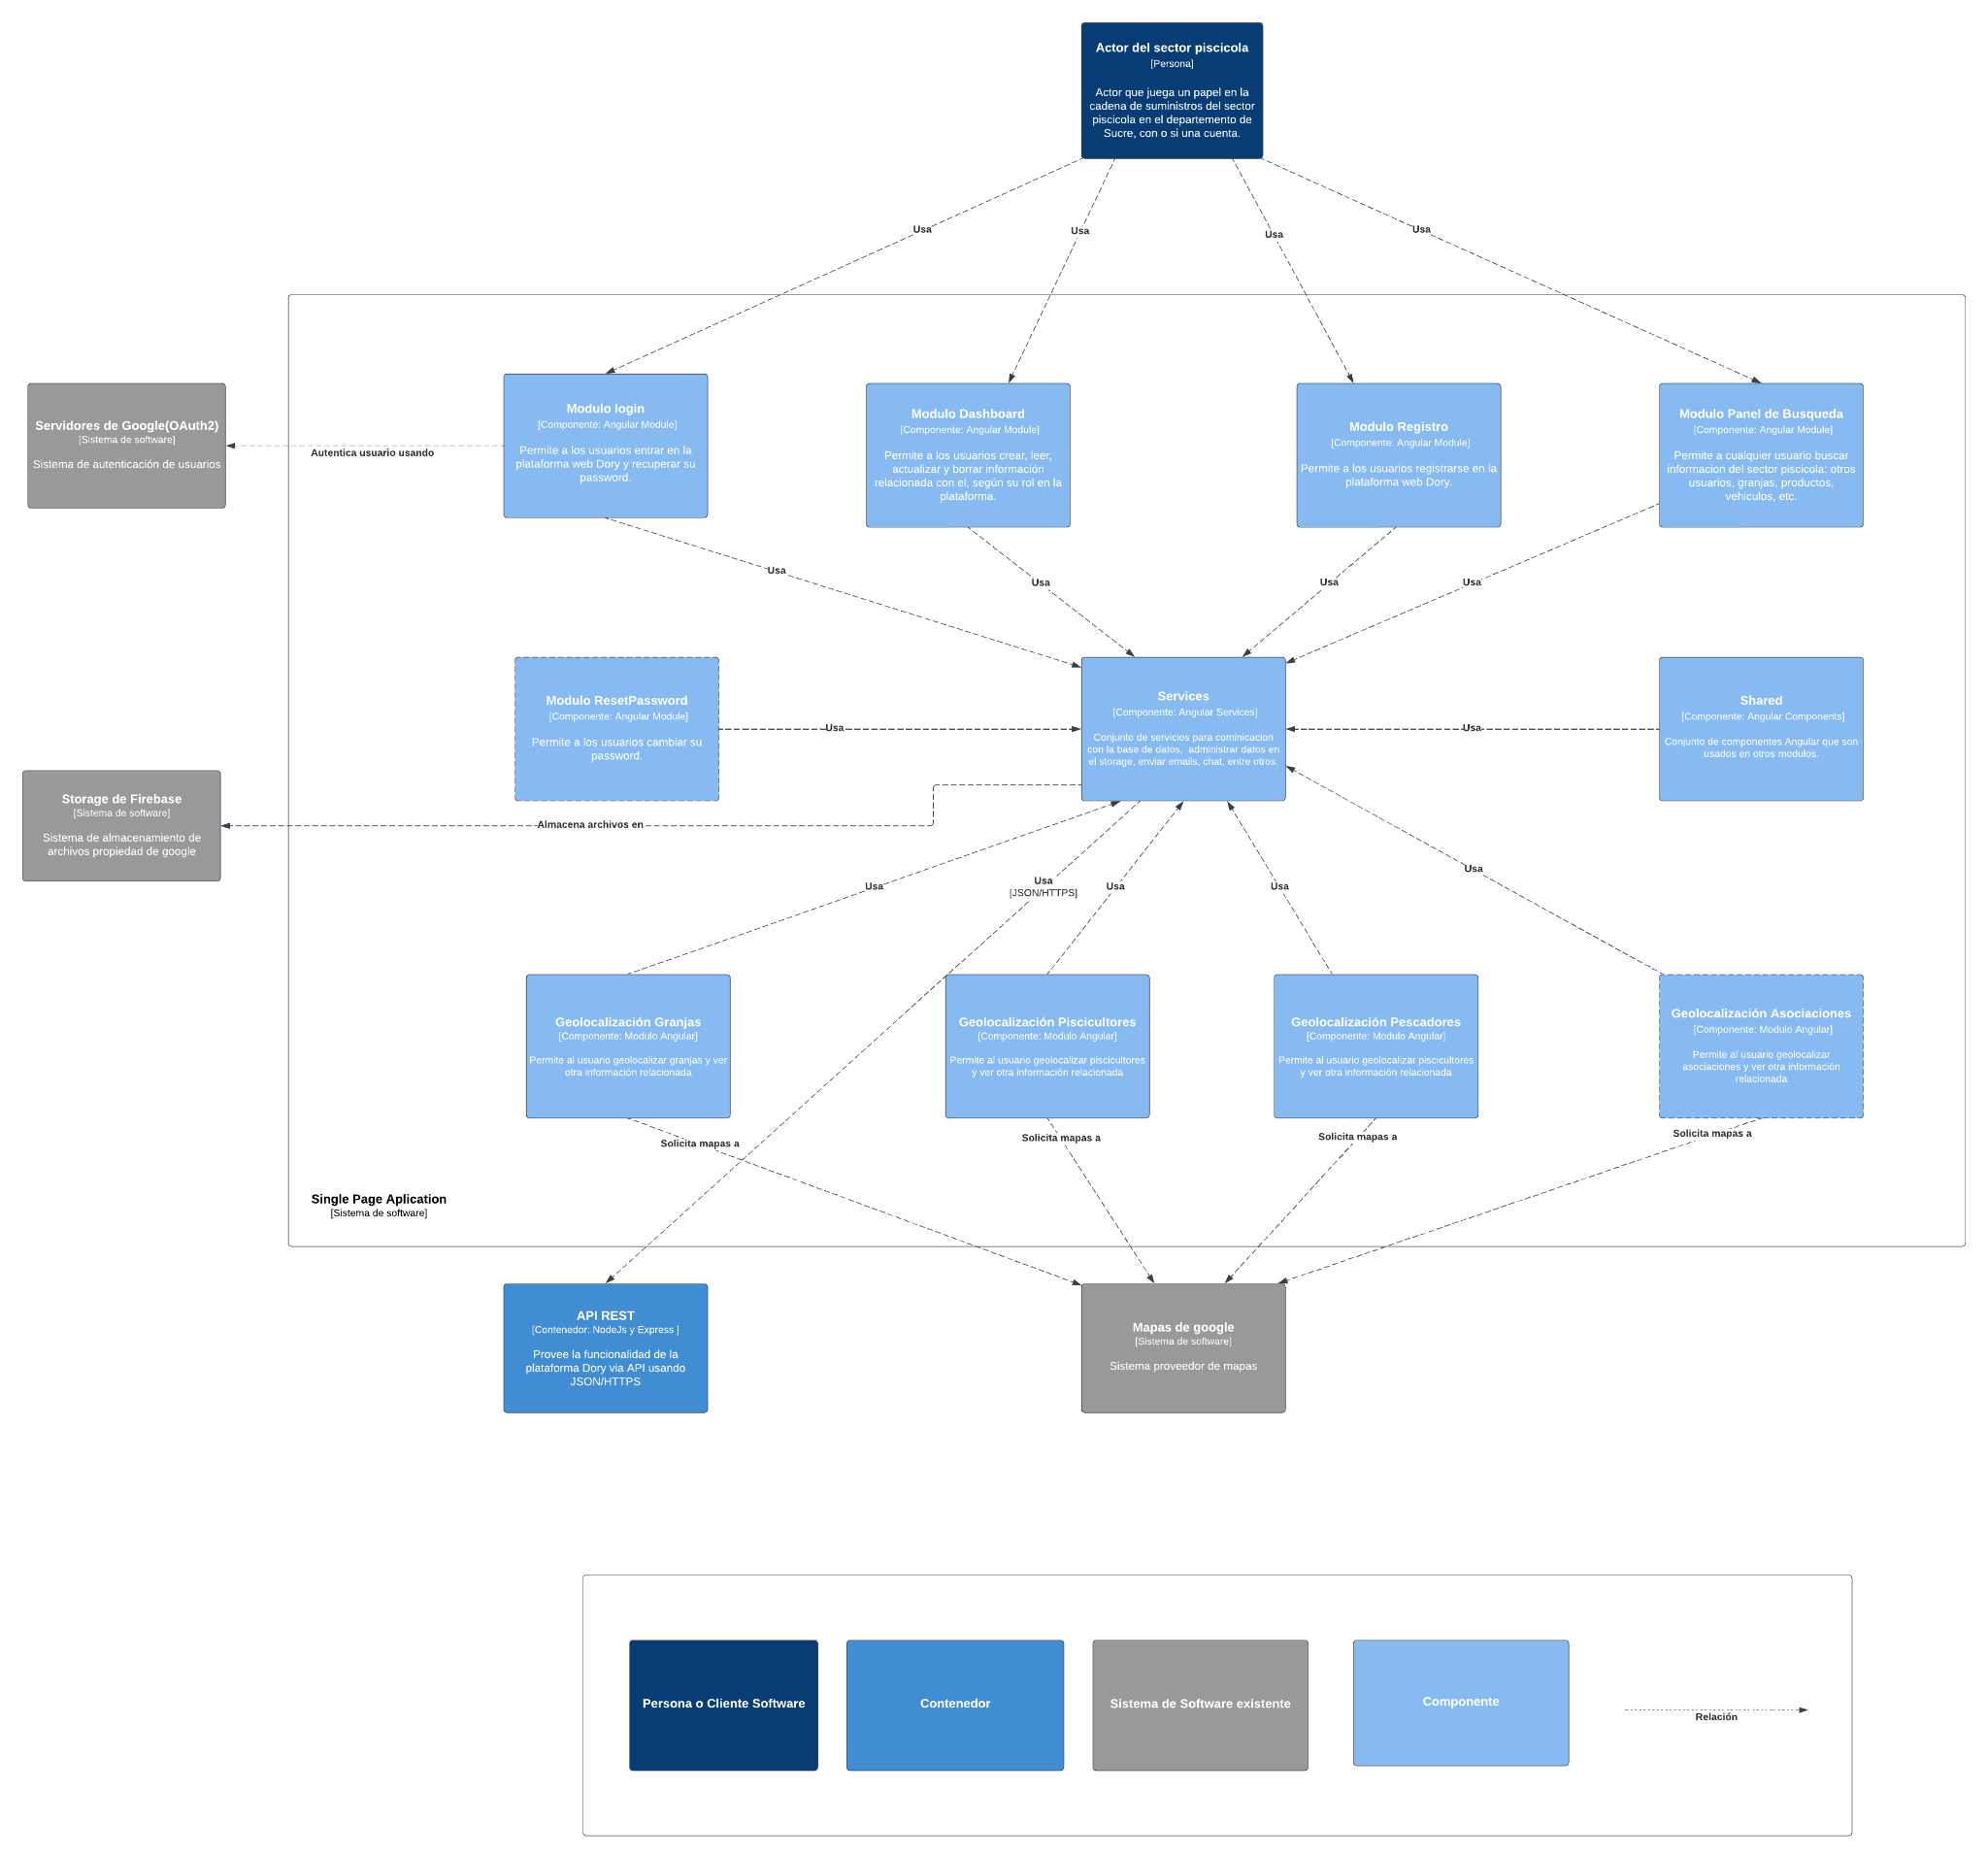 Actor del sector piscicola
[Persona]
Actor que juega un papel en la
cadena de suministros del sector
piscicola en el departemento de
Sucre, con o si una cuenta.
Usa
Usa
Usa
Usa
Servidores de Google(OAuth2)
[Sistema de software]
Sistema de autenticación de usuarios
Autentica usuario usando
Modulo login
[Componente: Angular Module]
Permite a los usuarios entrar en la
plataforma web Dory y recuperar su
password.
Modulo Dashboard
[Componente: Angular Module]
Permite a los usuarios crear, leer,
actualizar y borrar información
relacionada con el, según su rol en la
plataforma.
Modulo Registro
[Componente: Angular Module]
Permite a los usuarios registrarse en la
plataforma web Dory.
Modulo Panel de Busqueda
[Componente: Angular Module]
Permite a cualquier usuario buscar
informacion del sector piscicola: otros
usuarios, granjas, productos,
vehiculos, etc.
Usa
Usa
Usa
Usa
Modulo ResetPassword
[Componente: Angular Module]
Permite a los usuarios cambiar su
password.
Usa
Services
[Componente: Angular Services]
Conjunto de servicios para cominicacion
con la base de datos, administrar datos en
el storage, enviar emails, chat, entre otros.
Usa
Shared
[Componente: Angular Components]
Conjunto de componentes Angular que son
usados en otros modulos.
Storage de Firebase
[Sistema de software]
Sistema de almacenamiento de
archivos propiedad de google
Almacena archivos en
Usa
Usa
[JSON/HTTPS]
Usa
Usa
Usa
Geolocalización Granjas
[Componente: Modulo Angular]
Permite al usuario geolocalizar granjas y ver
otra información relacionada
Geolocalización Piscicultores
[Componente: Modulo Angular]
Permite al usuario geolocalizar piscicultores
y ver otra información relacionada
Geolocalización Pescadores
[Componente: Modulo Angular]
Permite al usuario geolocalizar piscicultores
y ver otra información relacionada
Geolocalización Asociaciones
[Componente: Modulo Angular]
Permite al usuario geolocalizar
asociaciones y ver otra información
relacionada
Solicita mapas a
Solicita mapas a
Solicita mapas a
Solicita mapas a
Single Page Aplication
[Sistema de software]
API REST
[Contenedor: NodeJs y Express ]
Provee la funcionalidad de la
plataforma Dory via API usando
JSON/HTTPS
Mapas de google
[Sistema de software]
Sistema proveedor de mapas
Persona o Cliente Software
Contenedor
Sistema de Software existente
Componente
Relación